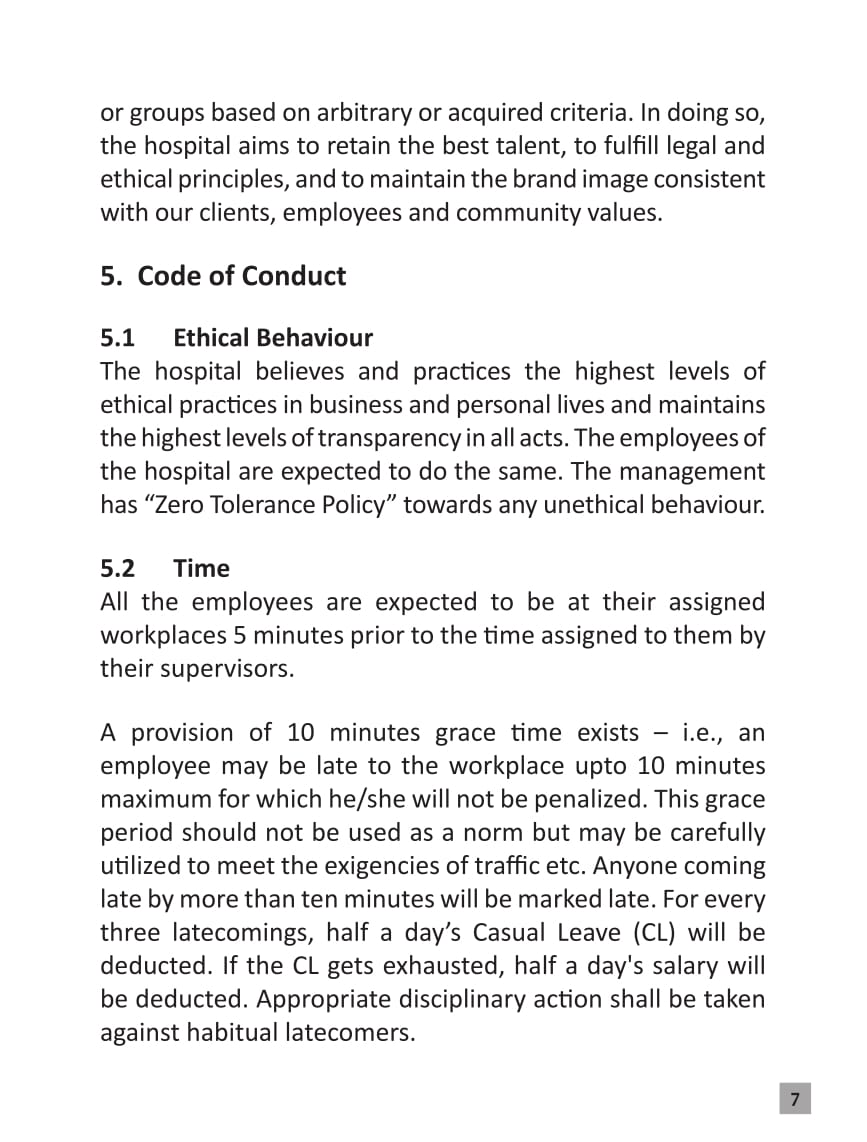 or groups based on arbitrary or acquired criteria. In doing so,
the hospital aims to retain the best talent, to fulfill legal and
ethical principles, and to maintain the brand image consistent
with our clients, employees and community values.
5. Code of Conduct
5.1 Ethical Behaviour
The hospital believes and practices the highest levels of
ethical practices in business and personal lives and maintains
the highest levels of transparency in all acts. The employees of
the hospital are expected to do the same. The management
has “Zero Tolerance Policy” towards any unethical behaviour.
5.2 Time
All the employees are expected to be at their assigned
workplaces 5 minutes prior to the time assigned to them by
their supervisors.
A provision of 10 minutes grace time exists – i.e., an
employee may be late to the workplace upto 10 minutes
maximum for which he/she will not be penalized. This grace
period should not be used as a norm but may be carefully
utilized to meet the exigencies of traffic etc. Anyone coming
late by more than ten minutes will be marked late. For every
three latecomings, half a day’s Casual Leave (CL) will be
deducted. If the CL gets exhausted, half a day's salary will
be deducted. Appropriate disciplinary action shall be taken
against habitual latecomers.
7